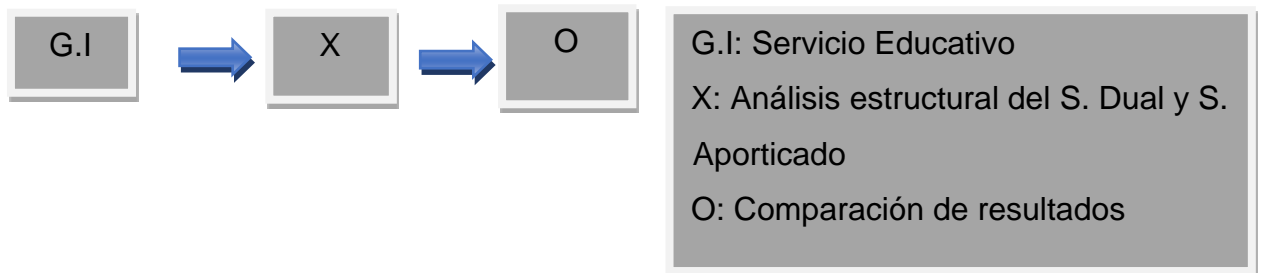 G.I
X
O
G.I: Servicio Educativo
X: Análisis estructural del S. Dual y S.
Aporticado
O: Comparación de resultados